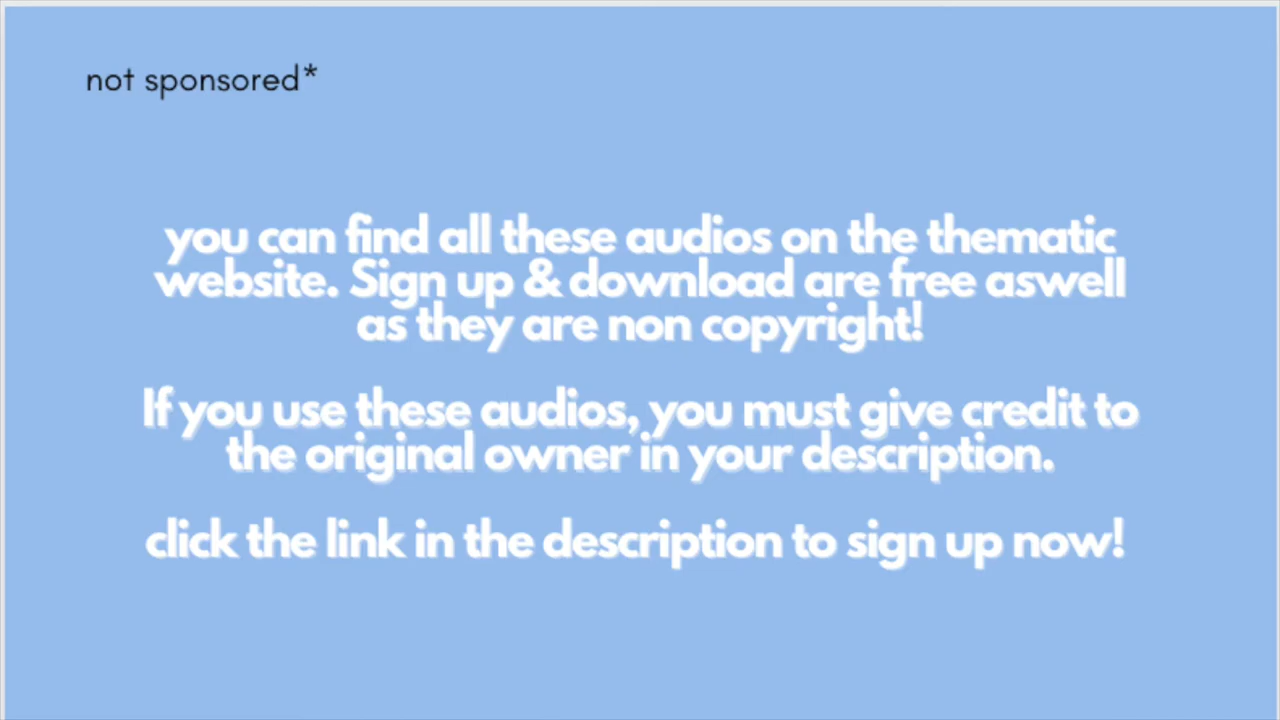 not sponsored*
you can find all these audios on the thematic
website. Sign up & download are free aswell
as they are non copyright!
If you use these audios, you must give credit to
the original owner in your description.
click the link in the description to sign up now!